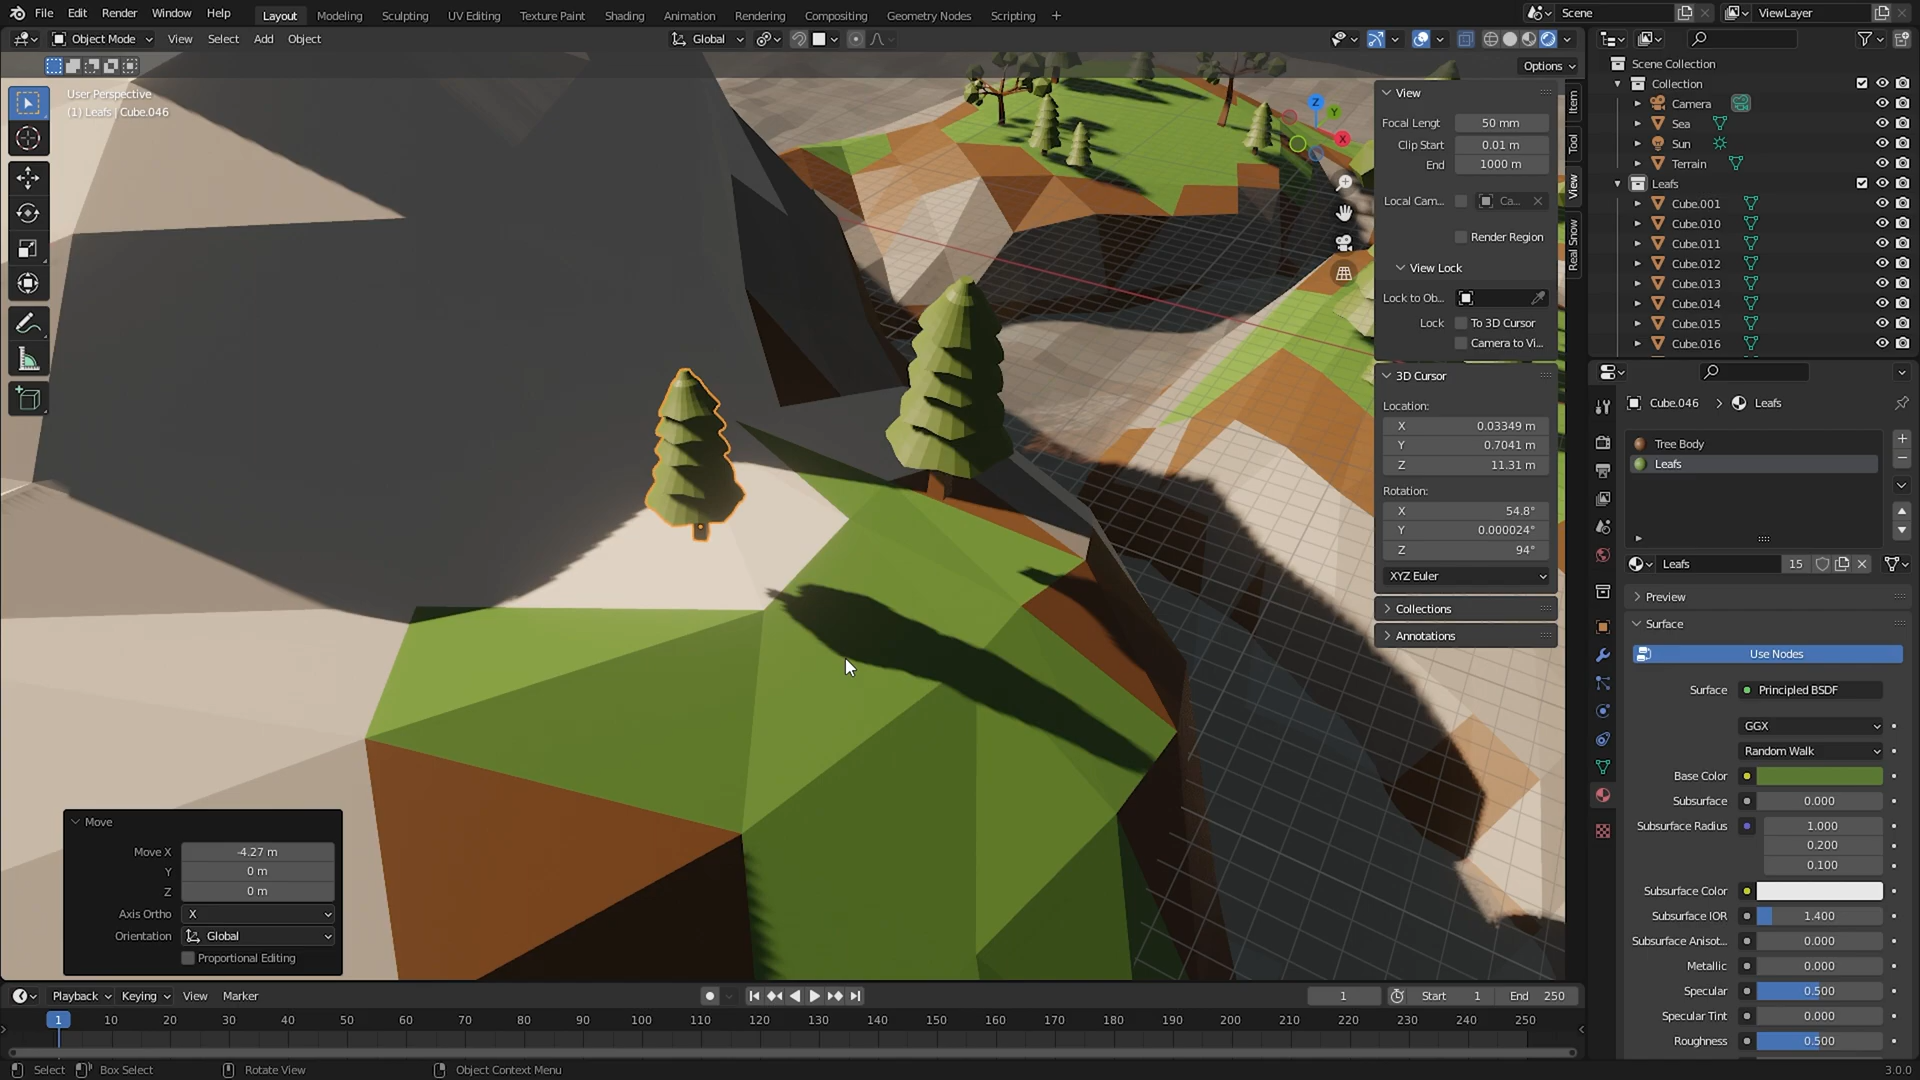 File Edit Render Window Help
Layout Modeling Sculpting UV Editing Texture Paint Shading Animation Rendering Compositing Geometry Nodes Scripting +
Scene
ViewLayer
Object Mode View Select Add Object
Global
Options
User Perspective
(1) Leafs | Cube.046
Z
Y
X
View
Focal Lengt 50 mm
Clip Start 0.01 m
End 1000 m
Local Cam... Ca...
Render Region
View Lock
Lock to Ob...
Lock To 3D Cursor
Camera to Vi...
3D Cursor
Location:
X 0.03349 m
Y 0.7041 m
Z 11.31 m
Rotation:
X 54.8°
Y 0.000024°
Z 94°
XYZ Euler
Collections
Annotations
Item
Tool
View
Real Snow
Scene Collection
Collection
Camera
Sea
Sun
Terrain
Leafs
Cube.001
Cube.010
Cube.011
Cube.012
Cube.013
Cube.014
Cube.015
Cube.016
Cube.046 > Leafs
Tree Body
Leafs
Leafs 15
Preview
Surface
Use Nodes
Surface Principled BSDF
GGX
Random Walk
Base Color
Subsurface 0.000
Subsurface Radius 1.000
0.200
0.100
Subsurface Color
Subsurface IOR 1.400
Subsurface Anisot... 0.000
Metallic 0.000
Specular 0.500
Specular Tint 0.000
Roughness 0.500
Move
Move X -4.27 m
Y 0 m
Z 0 m
Axis Ortho X
Orientation Global
Proportional Editing
Playback Keying View Marker
1 Start 1 End 250
1 10 20 30 40 50 60 70 80 90 100 110 120 130 140 150 160 170 180 190 200 210 220 230 240 250
Select Box Select Rotate View Object Context Menu
3.0.0